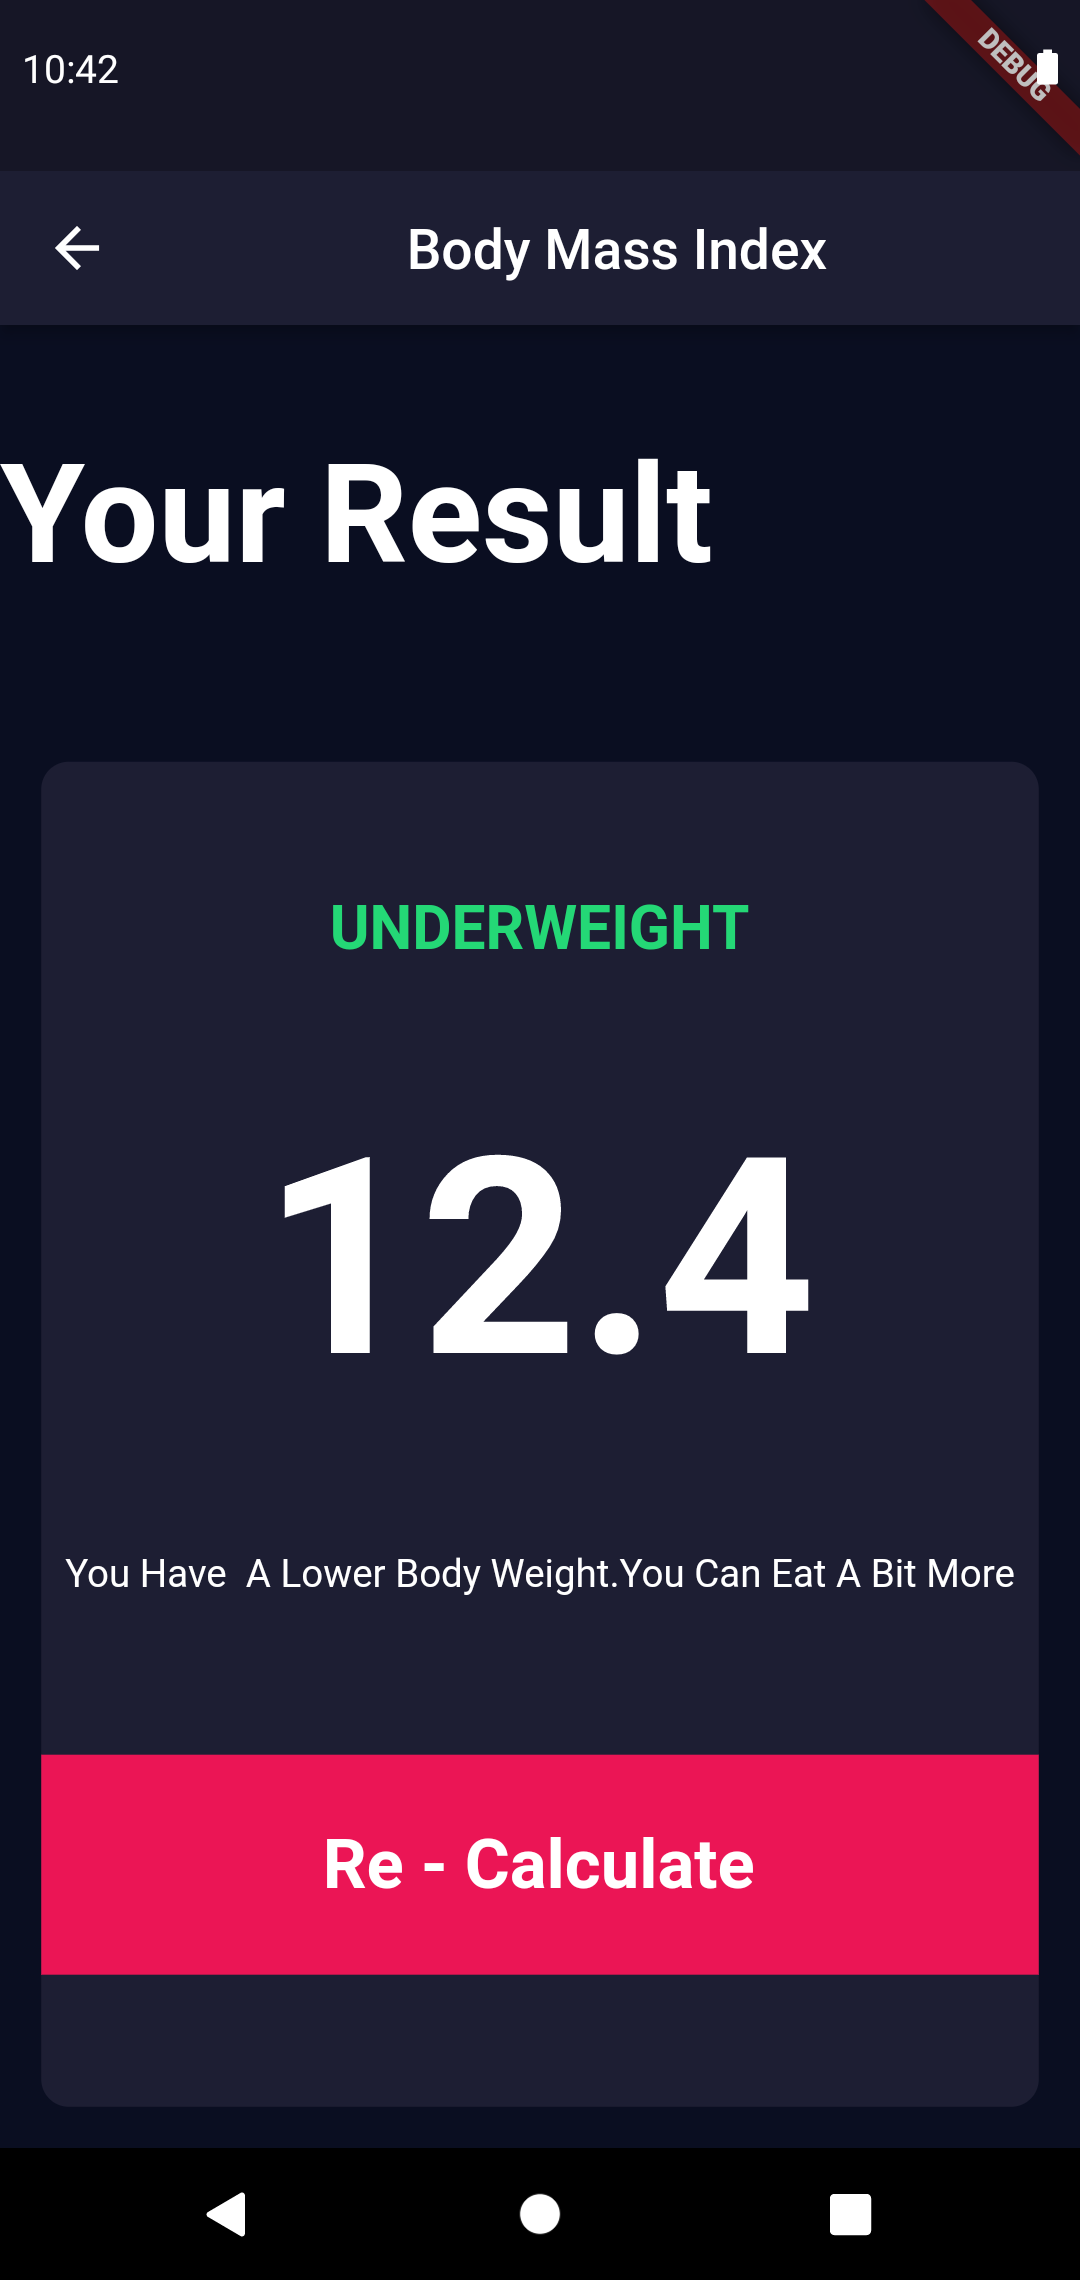 10:42
DEBUG
Body Mass Index
Your Result
UNDERWEIGHT
12.4
You Have  A Lower Body Weight.You Can Eat A Bit More
Re - Calculate